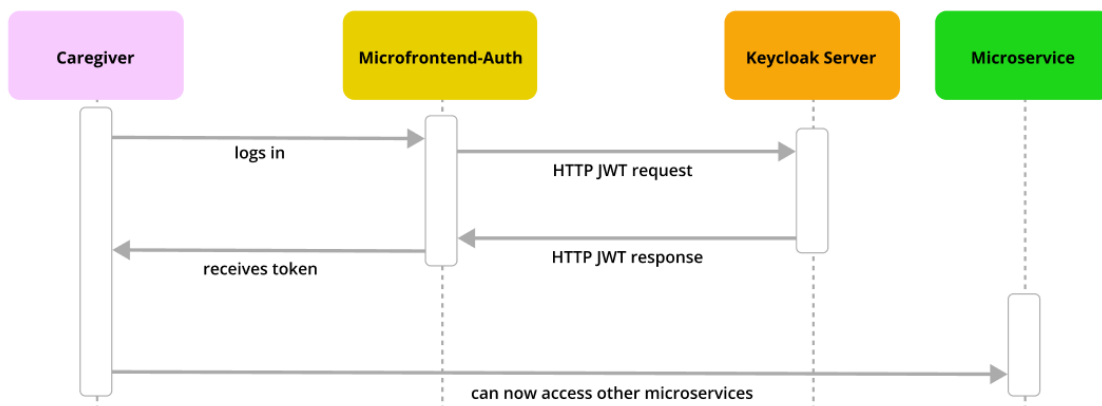 Caregiver
Microfrontend-Auth
Keycloak Server
Microservice
logs in
HTTP JWT request
HTTP JWT response
receives token
can now access other microservices